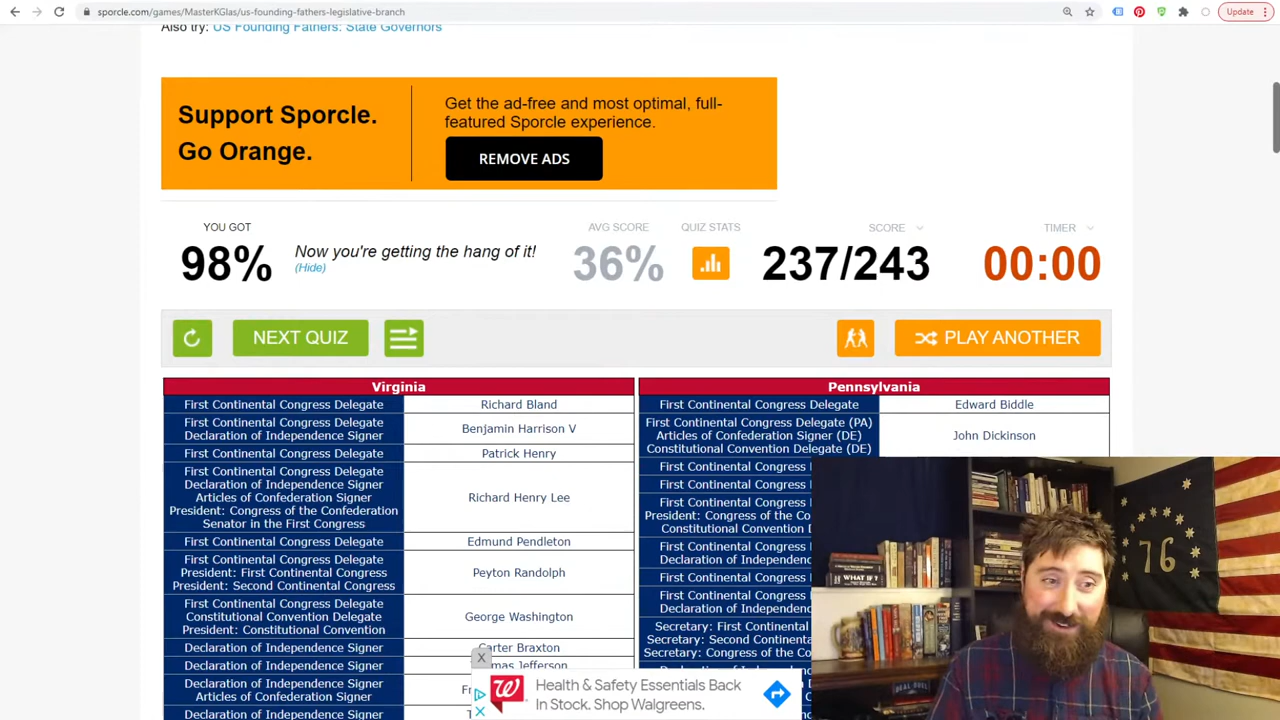 sporcle.com/games/MasterKGlas/us-founding-fathers-legislative-branch
Update
Also try: US Founding Fathers: State Governors
Support Sporcle.
Go Orange.
Get the ad-free and most optimal, full-
featured Sporcle experience.
REMOVE ADS
YOU GOT
98%
Now you're getting the hang of it!
(Hide)
AVG SCORE
36%
QUIZ STATS
SCORE
237/243
TIMER
00:00
NEXT QUIZ
PLAY ANOTHER
Virginia
First Continental Congress Delegate
Richard Bland
First Continental Congress Delegate
Declaration of Independence Signer
Benjamin Harrison V
First Continental Congress Delegate
Patrick Henry
First Continental Congress Delegate
Declaration of Independence Signer
Articles of Confederation Signer
President: Congress of the Confederation
Senator in the First Congress
Richard Henry Lee
First Continental Congress Delegate
Edmund Pendleton
First Continental Congress Delegate
President: First Continental Congress
President: Second Continental Congress
Peyton Randolph
First Continental Congress Delegate
Constitutional Convention Delegate
President: Constitutional Convention
George Washington
Declaration of Independence Signer
Carter Braxton
Declaration of Independence Signer
mas Jefferson
Declaration of Independence Signer
Articles of Confederation Signer
Fr
Declaration of Independence Signer
T
Pennsylvania
First Continental Congress Delegate
Edward Biddle
First Continental Congress Delegate (PA)
Articles of Confederation Signer (DE)
Constitutional Convention Delegate (DE)
John Dickinson
First Continental Congress
First Continental Congress
First Continental Congress
President: Congress of the Co
Constitutional Convention D
First Continental Congress
Declaration of Independenc
First Continental Congress
First Continental Congress
Declaration of Independenc
Secretary: First Continental
Secretary: Second Continenta
Secretary: Congress of the Co
Health & Safety Essentials Back
In Stock. Shop Walgreens.
WHAT IF?
76